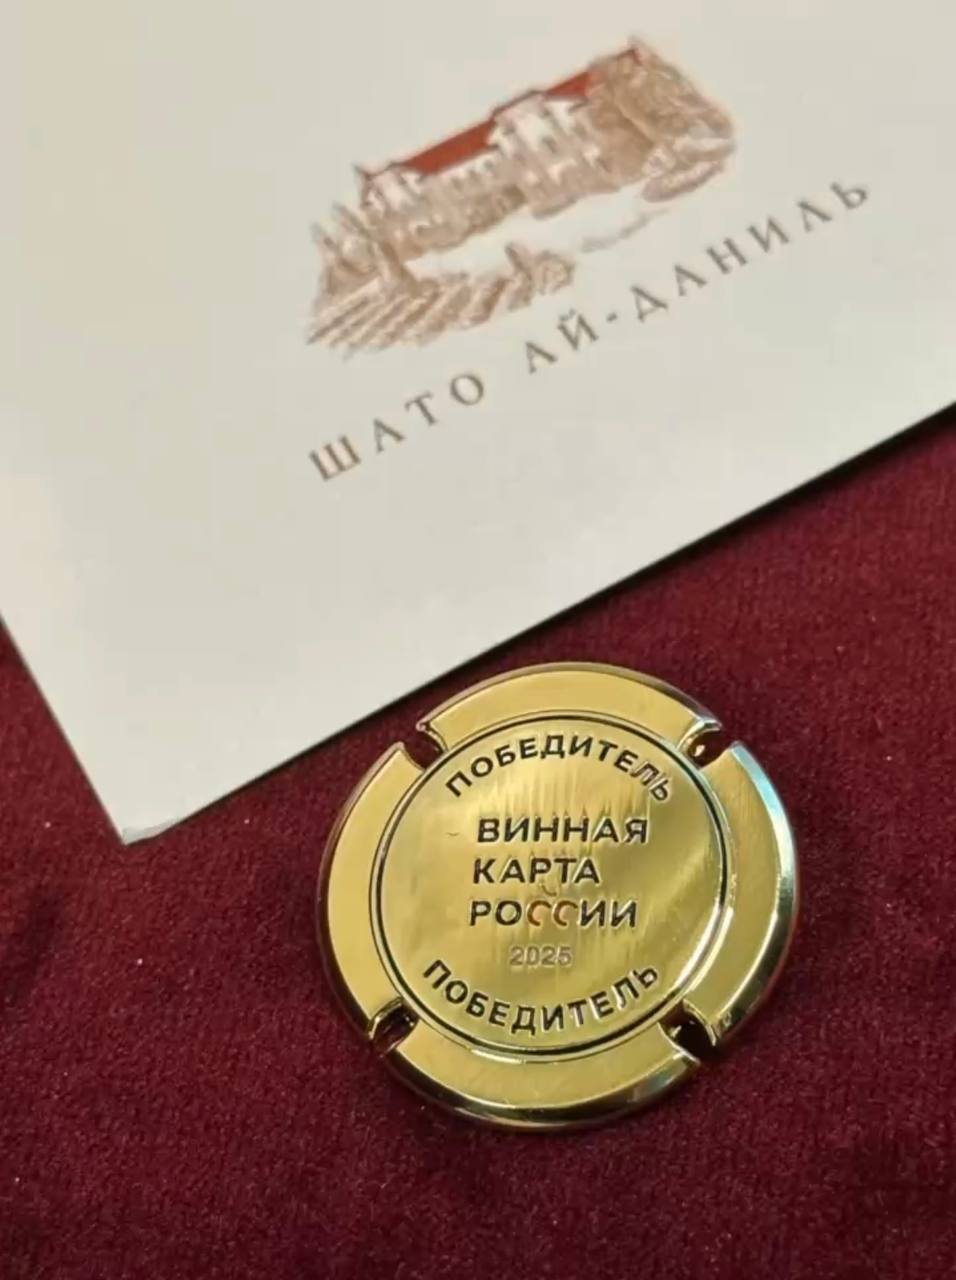 ШАТО АЙ-ДАНИЛЬ
ПОБЕДИТЕЛЬ
ВИННАЯ
КАРТА
РОССИИ
2025
ПОБЕДИТЕЛЬ